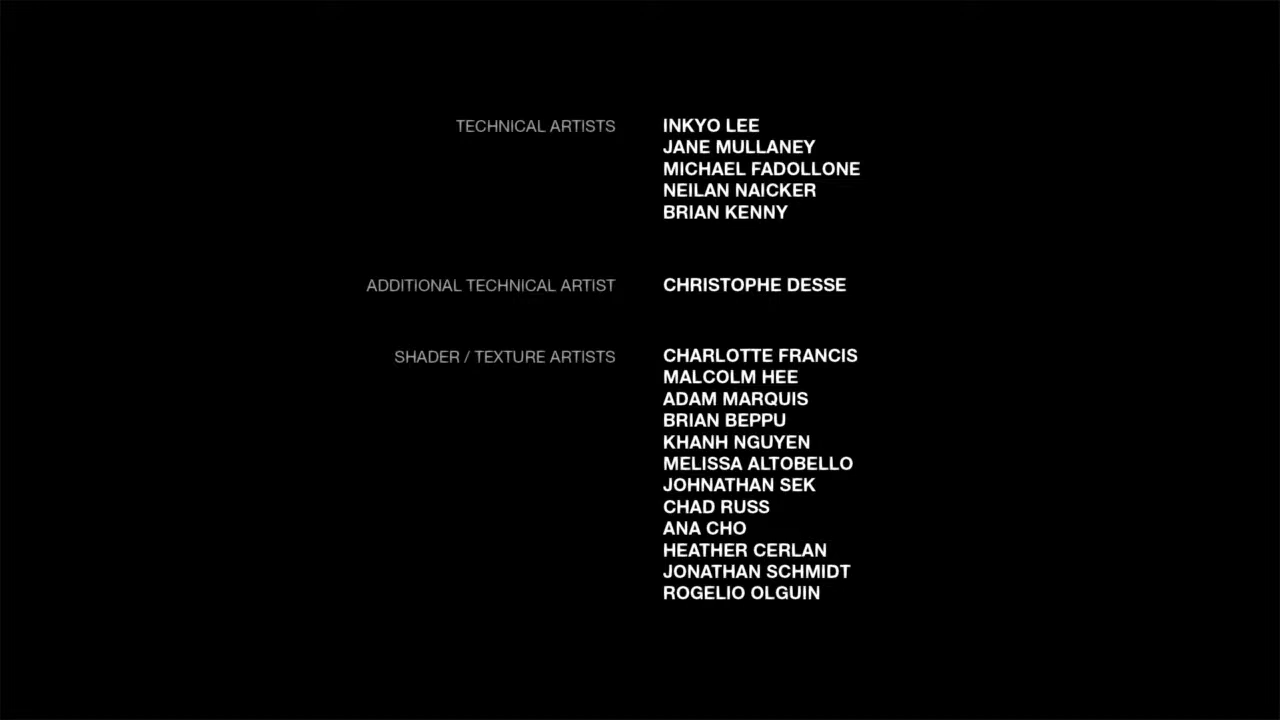 TECHNICAL ARTISTS INKYO LEE
JANE MULLANEY
MICHAEL FADOLLONE
NEILAN NAICKER
BRIAN KENNY
ADDITIONAL TECHNICAL ARTIST CHRISTOPHE DESSE
SHADER / TEXTURE ARTISTS CHARLOTTE FRANCIS
MALCOLM HEE
ADAM MARQUIS
BRIAN BEPPU
KHANH NGUYEN
MELISSA ALTOBELLO
JOHNATHAN SEK
CHAD RUSS
ANA CHO
HEATHER CERLAN
JONATHAN SCHMIDT
ROGELIO OLGUIN